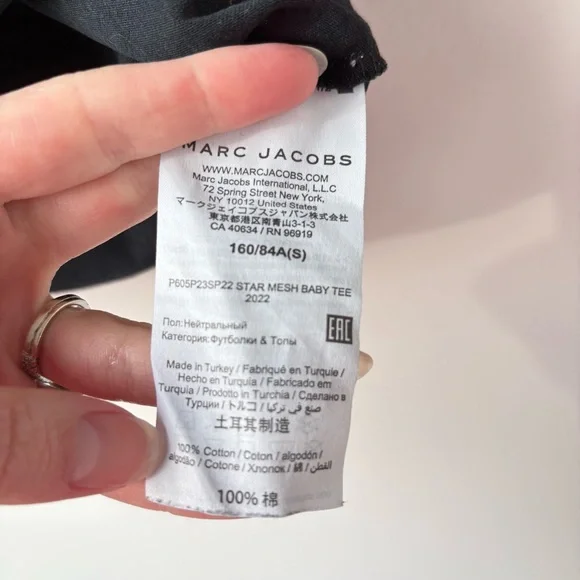 MARC JACOBS
WWW.MARCJACOBS.COM
Marc Jacobs International, L.L.C
72 Spring Street New York,
NY 10012 United States
マークジェイコブスジャパン株式会社
東京都港区南青山3-1-3
CA 40634 / RN 96919
160/84A(S)
P605P23SP22 STAR MESH BABY TEE
2022
Пол:Нейтральный
Категория:Футболки & Топы
EAC
Made in Turkey / Fabriqué en Turquie /
Hecho en Turquía / Fabricado em
Turquia / Prodotto in Turchia / Сделано в
Турции / トルコ / صنع في تركيا
土耳其制造
100% Cotton / Coton / algodón /
algodão / Cotone / Хлопок / 綿 / القطن
100% 棉